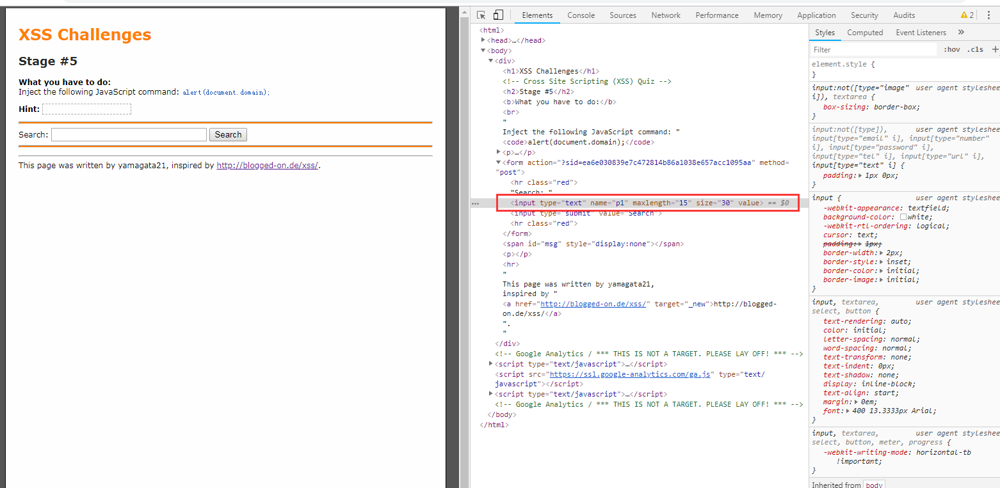 XSS Challenges
Stage #5
What you have to do:
Inject the following JavaScript command: alert(document.domain);
Hint:
Search: Search
This page was written by yamagata21, inspired by http://blogged-on.de/xss/.
Elements Console Sources Network Performance Memory Application Security Audits 2
<html>
<head>…</head>
<body>
<div>
<h1>XSS Challenges</h1>
<!-- Cross Site Scripting (XSS) Quiz -->
<h2>Stage #5</h2>
<b>What you have to do:</b>
<br>
"
Inject the following JavaScript command: "
<code>alert(document.domain);</code>
<p>…</p>
<form action="?sid=ea6e030839e7c472814b86a1038e657acc1095aa" method=
"post">
<hr class="red">
"Search: "
<input type="text" name="p1" maxlength="15" size="30" value> == $0
<input type="submit" value="Search">
<hr class="red">
</form>
<span id="msg" style="display:none"></span>
<p></p>
<hr>
"
This page was written by yamagata21,
inspired by "
<a href="http://blogged-on.de/xss/" target="_new">http://blogged-
on.de/xss/</a>
".
"
</div>
<!-- Google Analytics / *** THIS IS NOT A TARGET. PLEASE LAY OFF! *** -->
<script type="text/javascript">…</script>
<script src="https://ssl.google-analytics.com/ga.js" type="text/
javascript"></script>
<script type="text/javascript">…</script>
<!-- Google Analytics / *** THIS IS NOT A TARGET. PLEASE LAY OFF! *** -->
</body>
</html>
Styles Computed Event Listeners »
Filter :hov .cls +
element.style {
}
input:not([type="image" user agent styleshee
i]), textarea {
box-sizing: border-box;
}
input:not([type]), user agent styleshee
input[type="email" i], input[type="number"
i], input[type="password" i],
input[type="tel" i], input[type="url" i],
input[type="text" i] {
padding: 1px 0px;
}
input { user agent styleshee
-webkit-appearance: textfield;
background-color: white;
-webkit-rtl-ordering: logical;
cursor: text;
padding: 1px;
border-width: 2px;
border-style: inset;
border-color: initial;
border-image: initial;
}
input, textarea, user agent styleshee
select, button {
text-rendering: auto;
color: initial;
letter-spacing: normal;
word-spacing: normal;
text-transform: none;
text-indent: 0px;
text-shadow: none;
display: inline-block;
text-align: start;
margin: 0em;
font: 400 13.3333px Arial;
}
input, textarea, user agent styleshee
select, button, meter, progress {
-webkit-writing-mode: horizontal-tb
!important;
}
Inherited from body